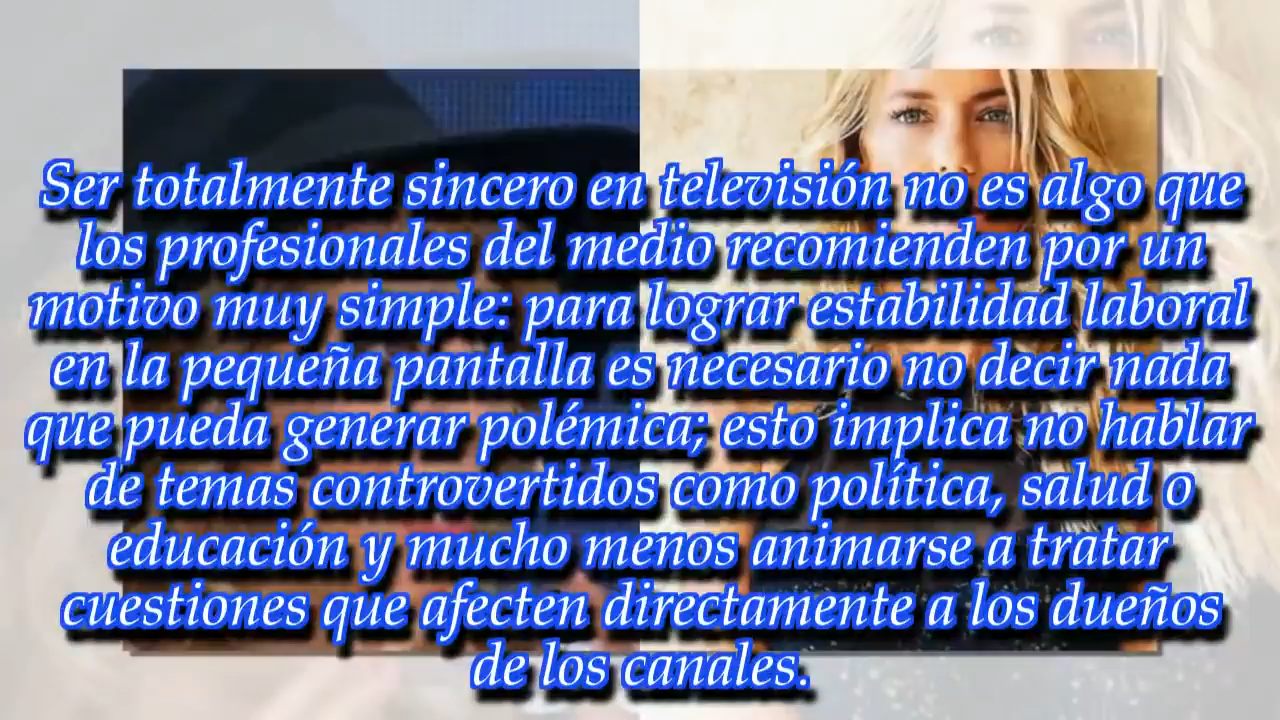 Ser totalmente sincero en televisión no es algo que
los profesionales del medio recomienden por un
motivo muy simple: para lograr estabilidad laboral
en la pequeña pantalla es necesario no decir nada
que pueda generar polémica; esto implica no hablar
de temas controvertidos como política, salud o
educación y mucho menos animarse a tratar
cuestiones que afecten directamente a los dueños
de los canales.